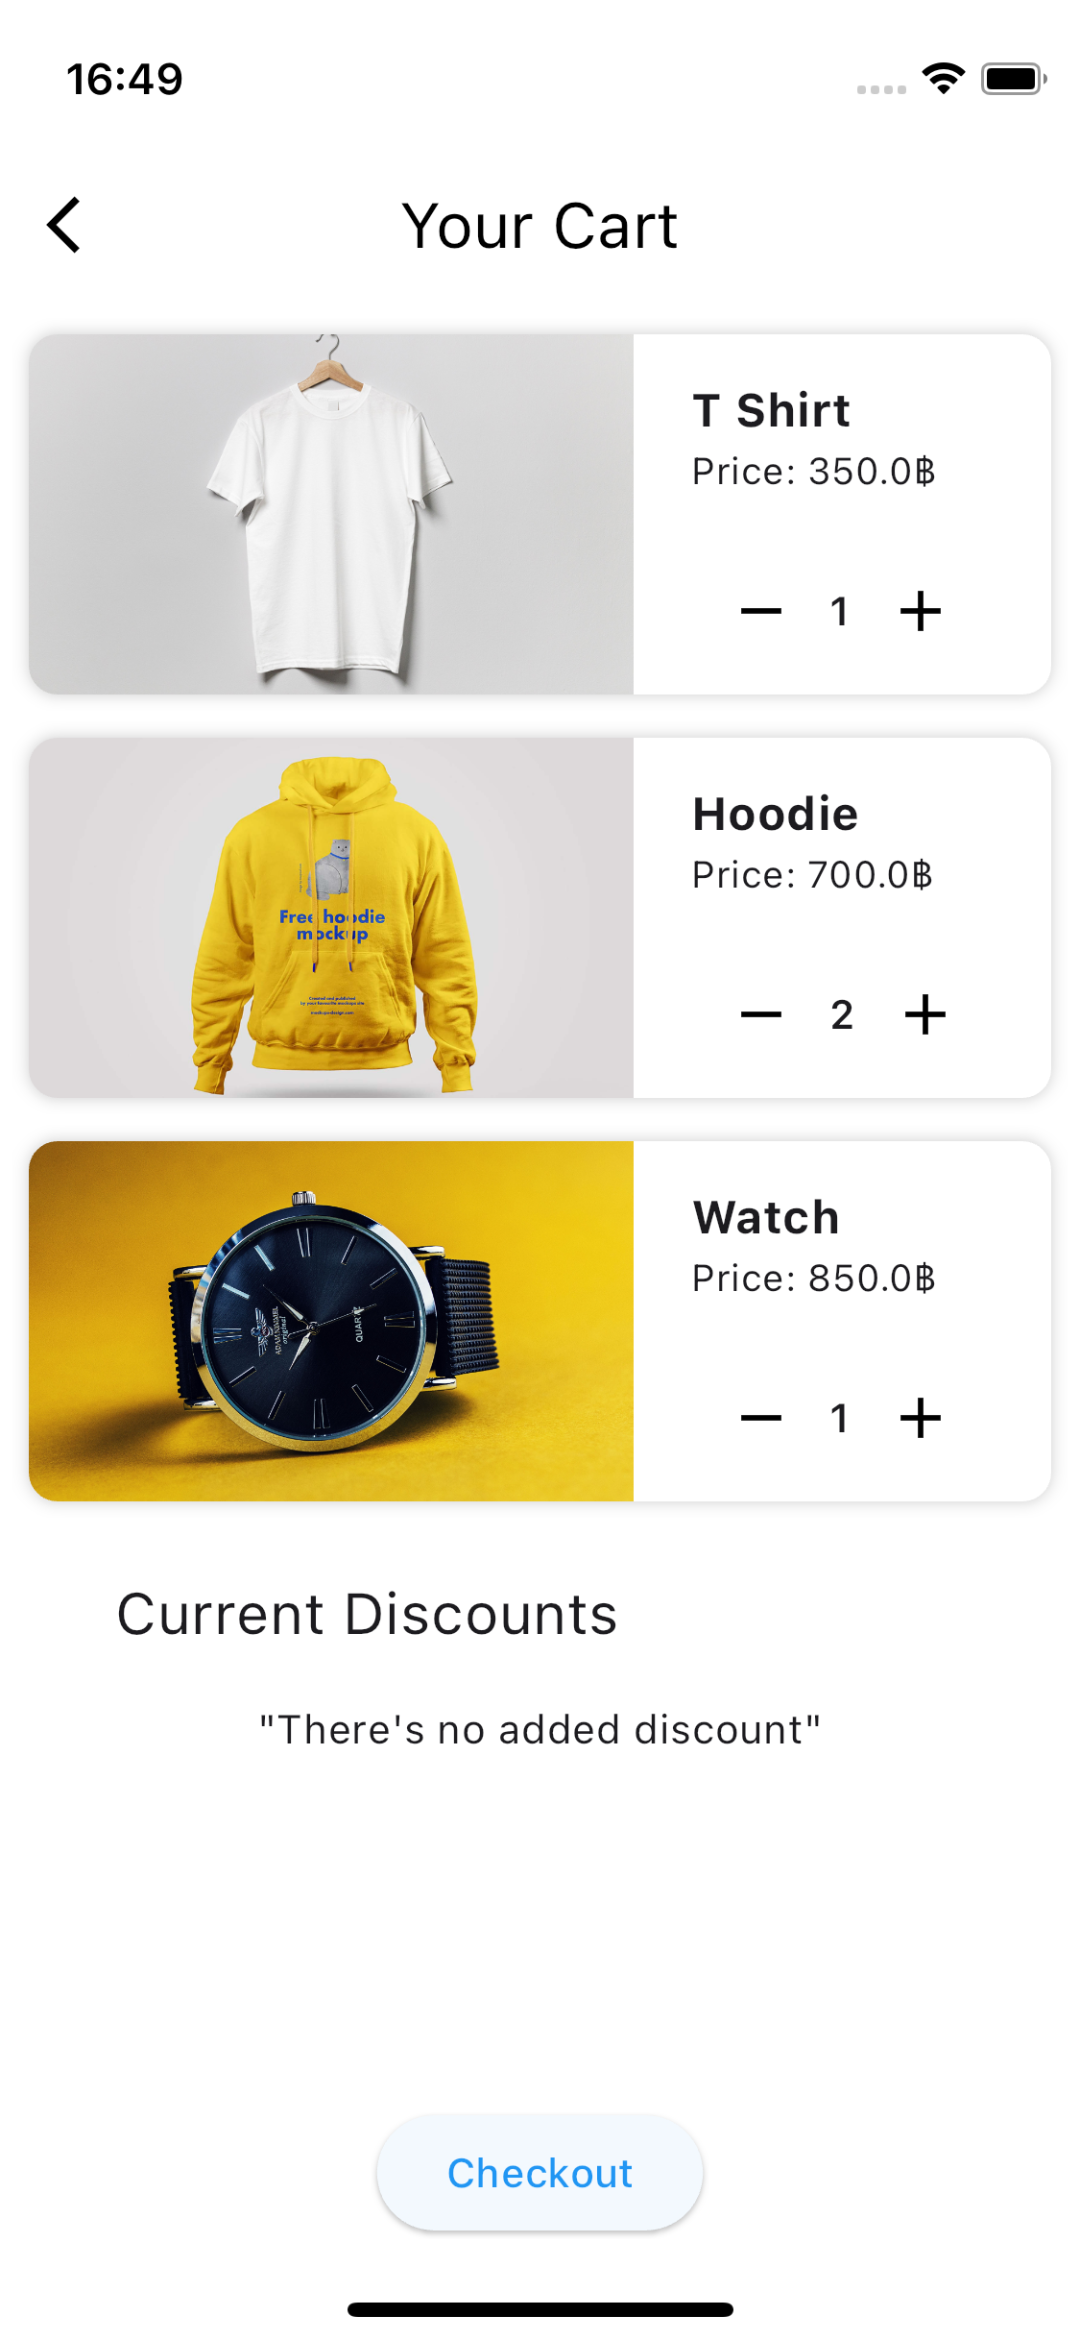 16:49
Your Cart
T Shirt
Price: 350.0฿
1
Free hoodie
mockup
Hoodie
Price: 700.0฿
2
QUARTZ
Watch
Price: 850.0฿
1
Current Discounts
"There's no added discount"
Checkout